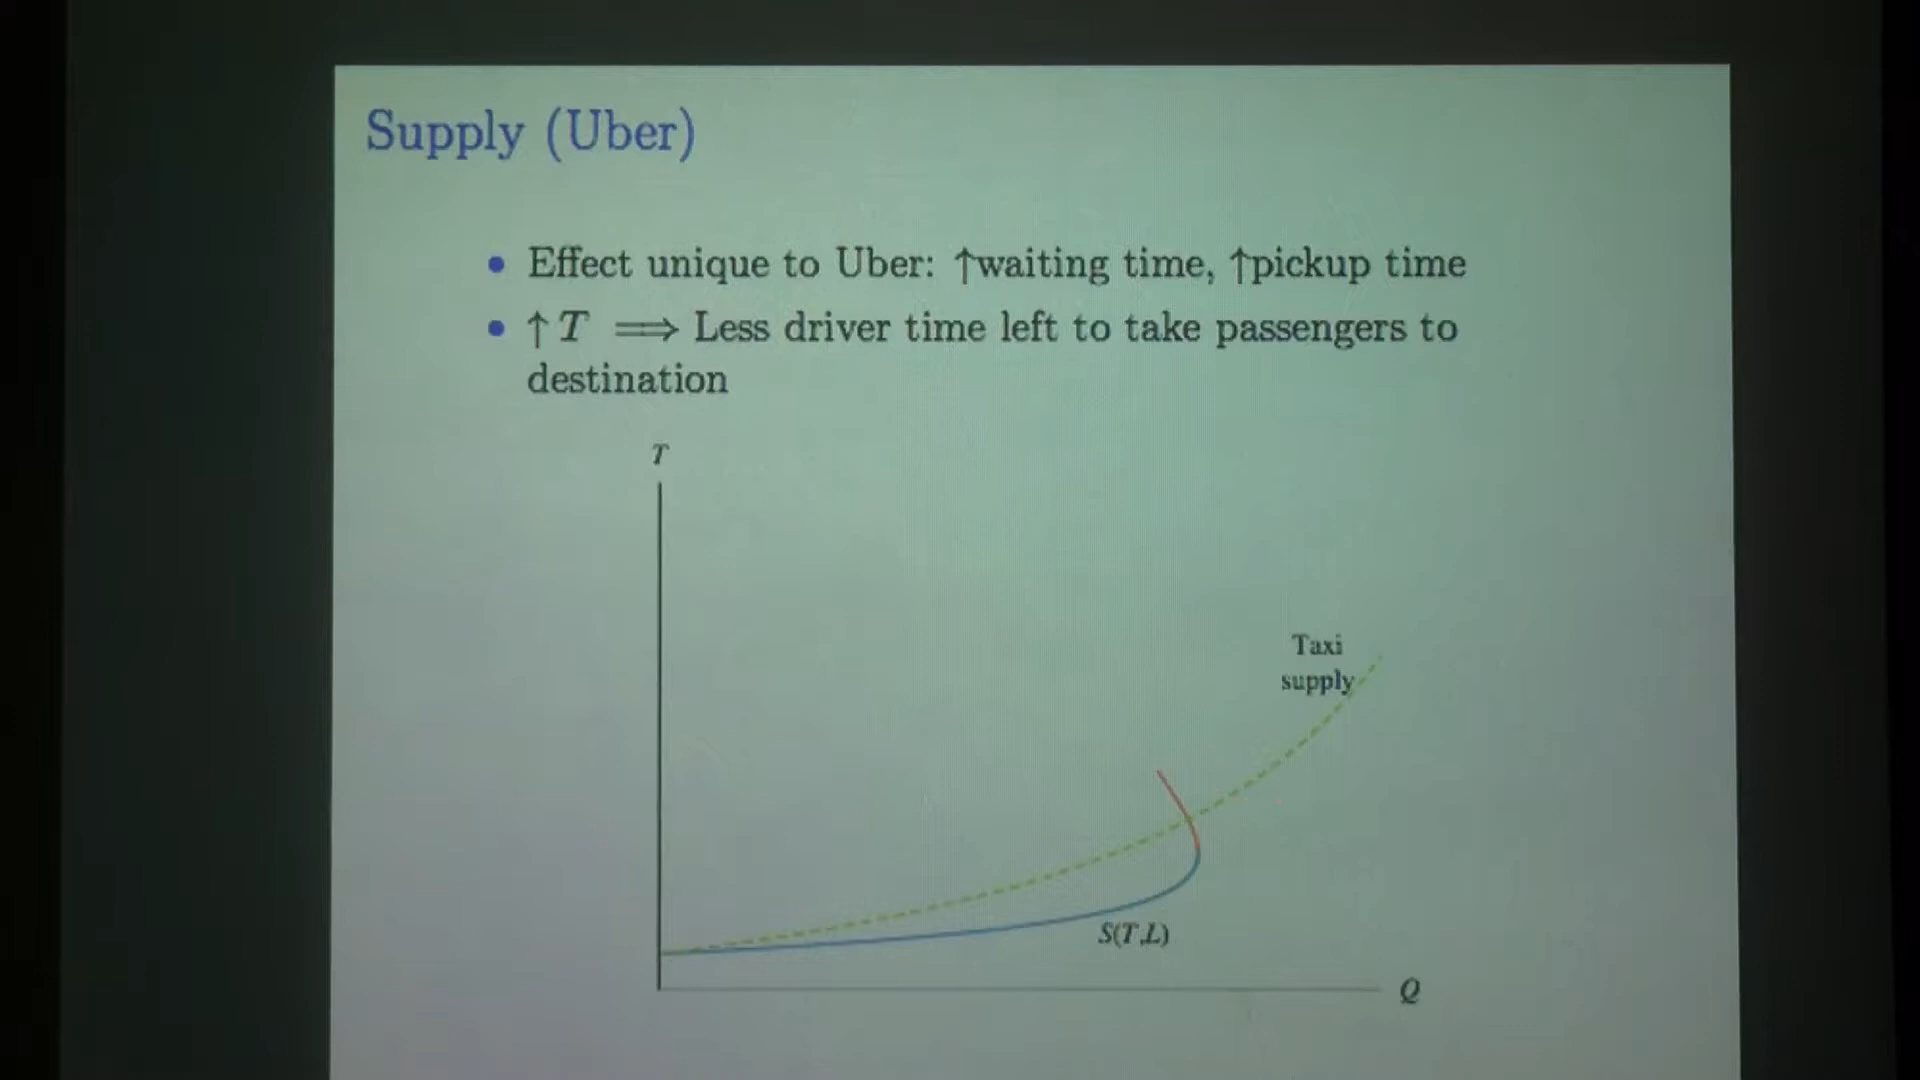 Supply (Uber)
• Effect unique to Uber: ↑waiting time, ↑pickup time
• ↑ T ⟹ Less driver time left to take passengers to
destination
T
Taxi
supply
S(T,L)
Q